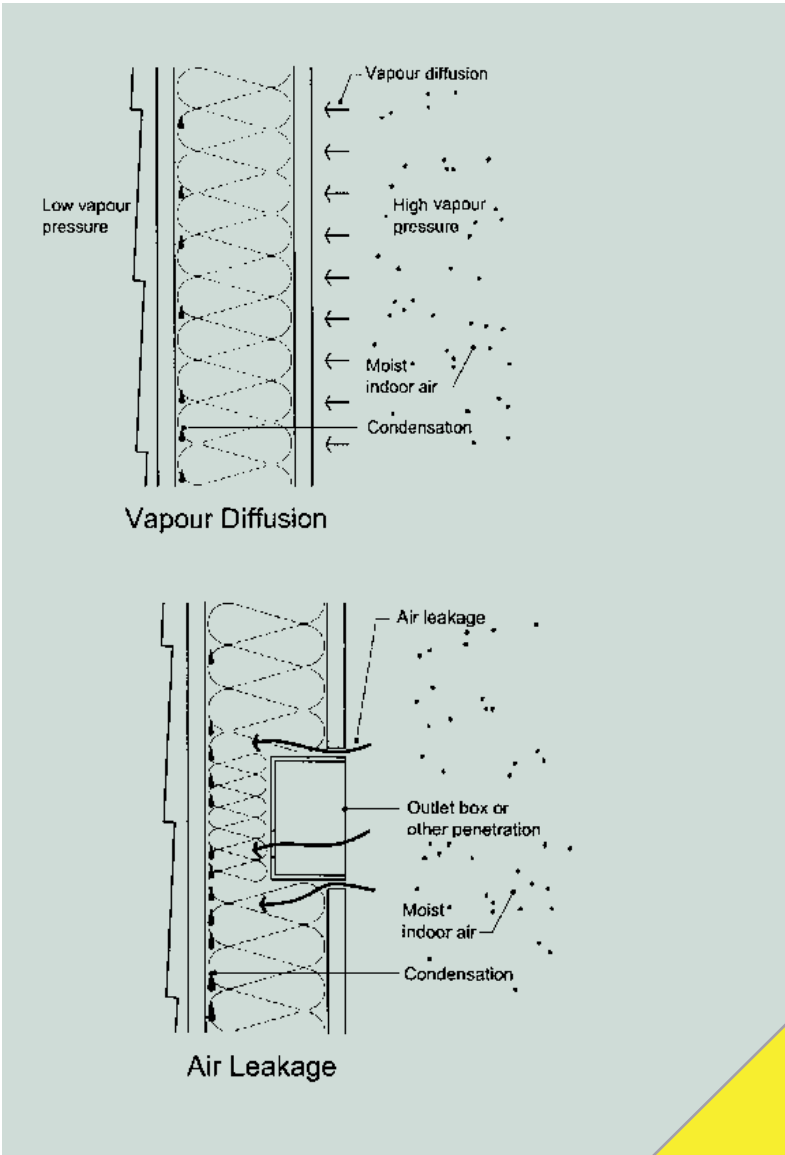 Vapour diffusion
Low vapour
pressure
High vapour
pressure
Moist
indoor air
Condensation
Vapour Diffusion
Air leakage
Outlet box or
other penetration
Moist
indoor air
Condensation
Air Leakage